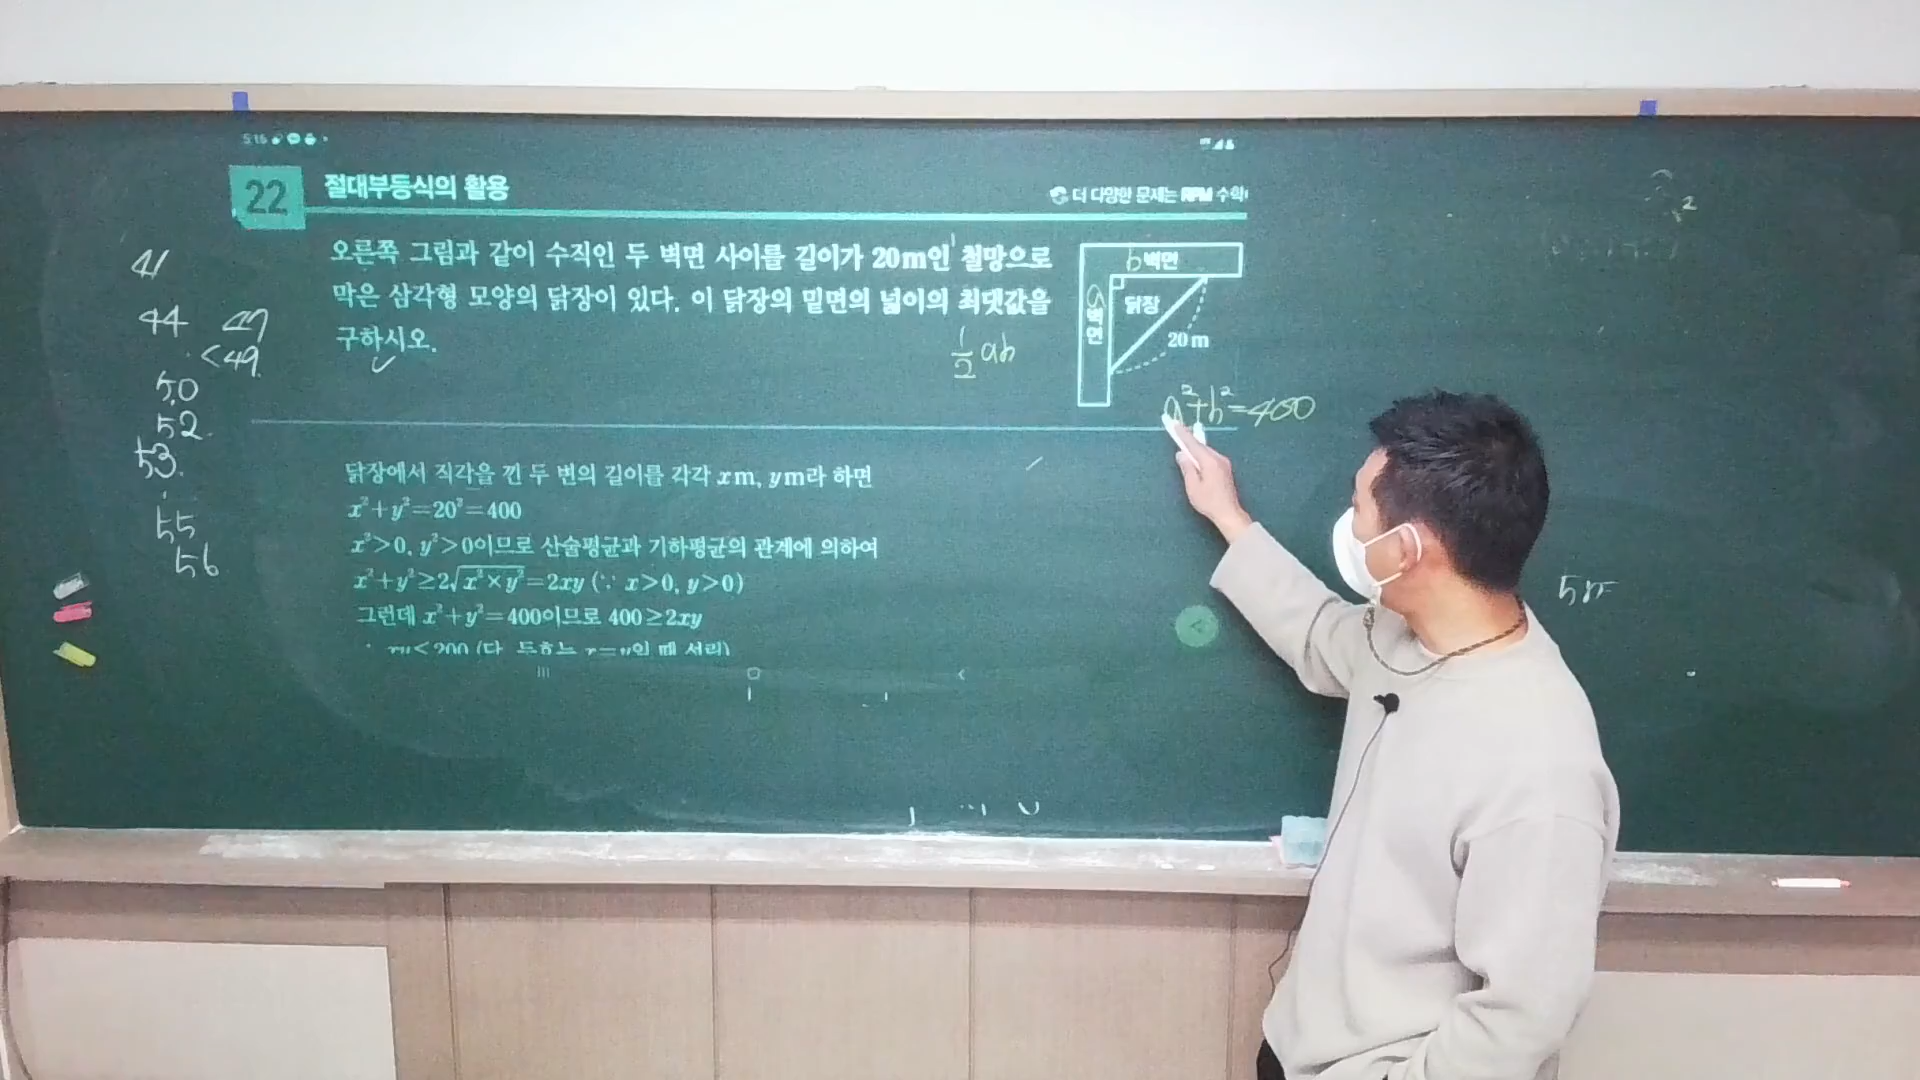 5:15
22 절대부등식의 활용
더 다양한 문제는 RPM 수학
오른쪽 그림과 같이 수직인 두 벽면 사이를 길이가 20m인 철망으로
막은 삼각형 모양의 닭장이 있다. 이 닭장의 밑면의 넓이의 최댓값을
구하시오.
½ab
b 벽면
a 벽면
닭장
20 m
a²+b²=400
닭장에서 직각을 낀 두 변의 길이를 각각 x m, y m라 하면
x²+y²=20²=400
x²>0, y²>0이므로 산술평균과 기하평균의 관계에 의하여
x²+y²≥2√x²×y²=2xy (∵ x>0, y>0)
그런데 x²+y²=400이므로 400≥2xy
41
44 47
<49
50
52
53
55
56